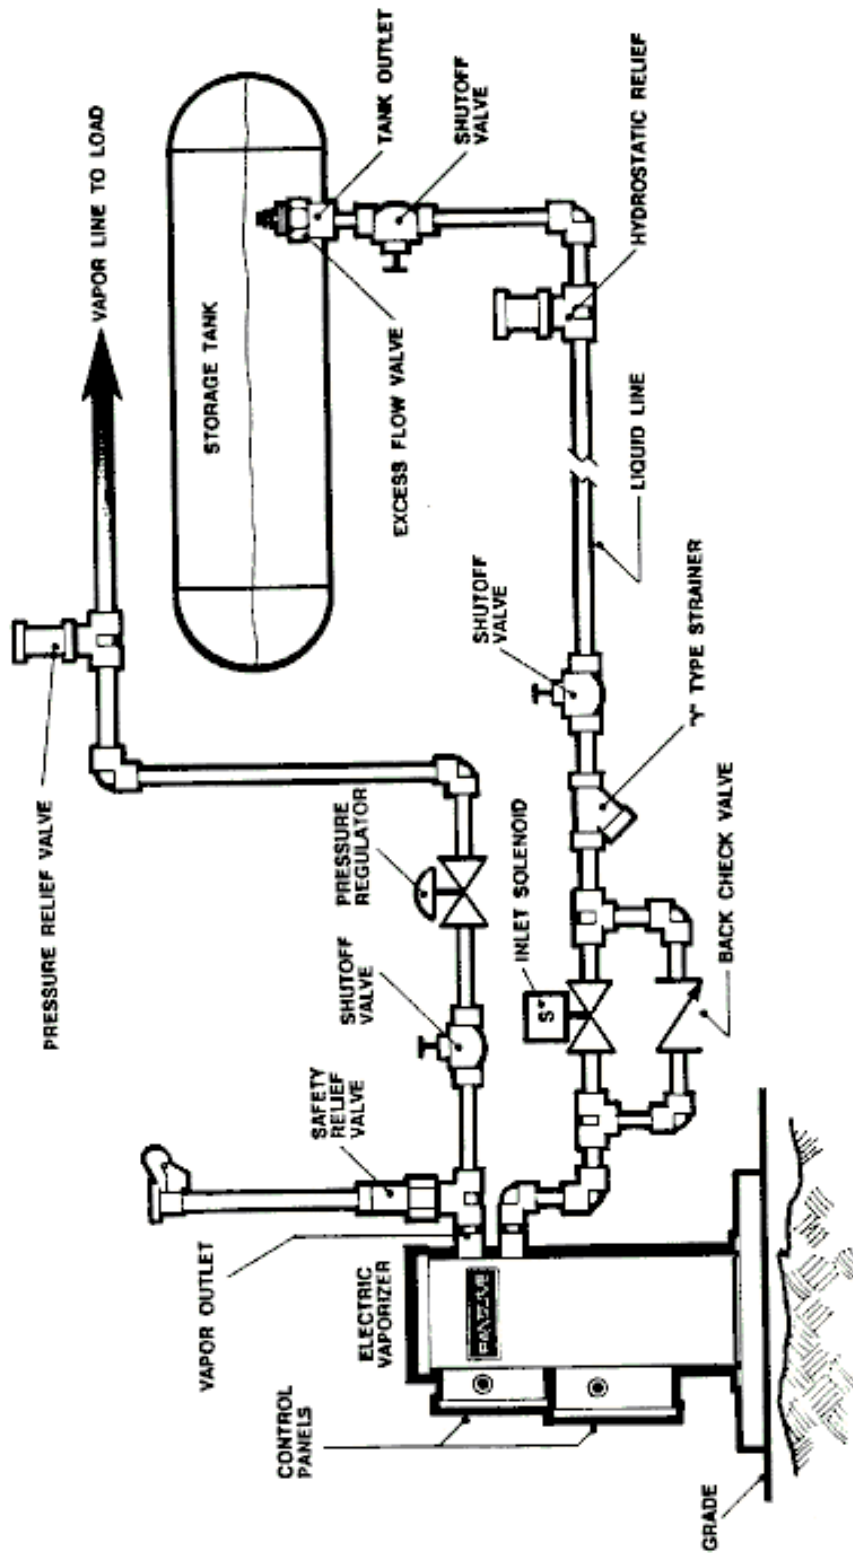 PRESSURE RELIEF VALVE
VAPOR LINE TO LOAD
STORAGE TANK
TANK OUTLET
SHUTOFF
VALVE
EXCESS FLOW VALVE
HYDROSTATIC RELIEF
LIQUID LINE
SHUTOFF
VALVE
"Y" TYPE STRAINER
INLET SOLENOID
S
BACK CHECK VALVE
PRESSURE
REGULATOR
SHUTOFF
VALVE
SAFETY
RELIEF
VALVE
VAPOR OUTLET
ELECTRIC
VAPORIZER
CONTROL
PANELS
GRADE